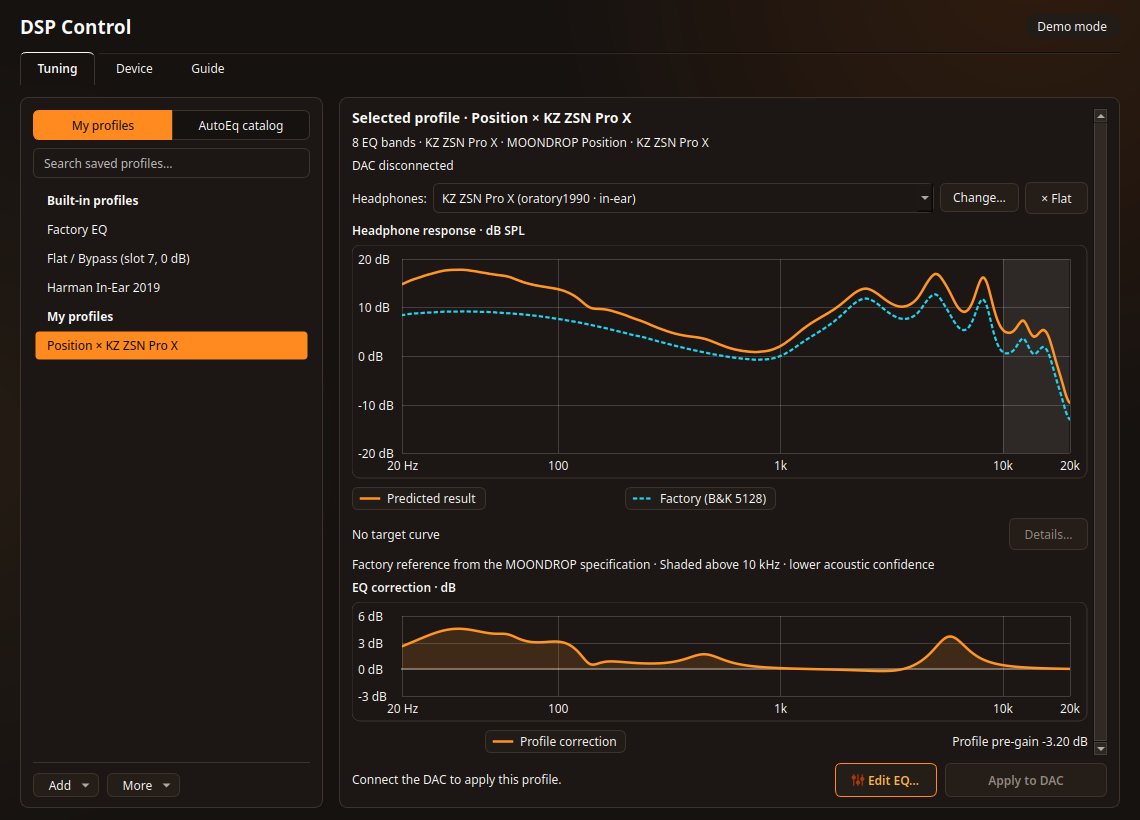 DSP Control
Demo mode
Tuning
Device
Guide
My profiles
AutoEq catalog
Search saved profiles...
Built-in profiles
Factory EQ
Flat / Bypass (slot 7, 0 dB)
Harman In-Ear 2019
My profiles
Position × KZ ZSN Pro X
Add
More
Selected profile · Position × KZ ZSN Pro X
8 EQ bands · KZ ZSN Pro X · MOONDROP Position · KZ ZSN Pro X
DAC disconnected
Headphones:
KZ ZSN Pro X (oratory1990 · in-ear)
Change...
× Flat
Headphone response · dB SPL
20 dB
10 dB
0 dB
-10 dB
-20 dB
20 Hz
100
1k
10k
20k
Predicted result
Factory (B&K 5128)
No target curve
Details...
Factory reference from the MOONDROP specification · Shaded above 10 kHz · lower acoustic confidence
EQ correction · dB
6 dB
3 dB
0 dB
-3 dB
20 Hz
100
1k
10k
20k
Profile correction
Profile pre-gain -3.20 dB
Connect the DAC to apply this profile.
Edit EQ...
Apply to DAC